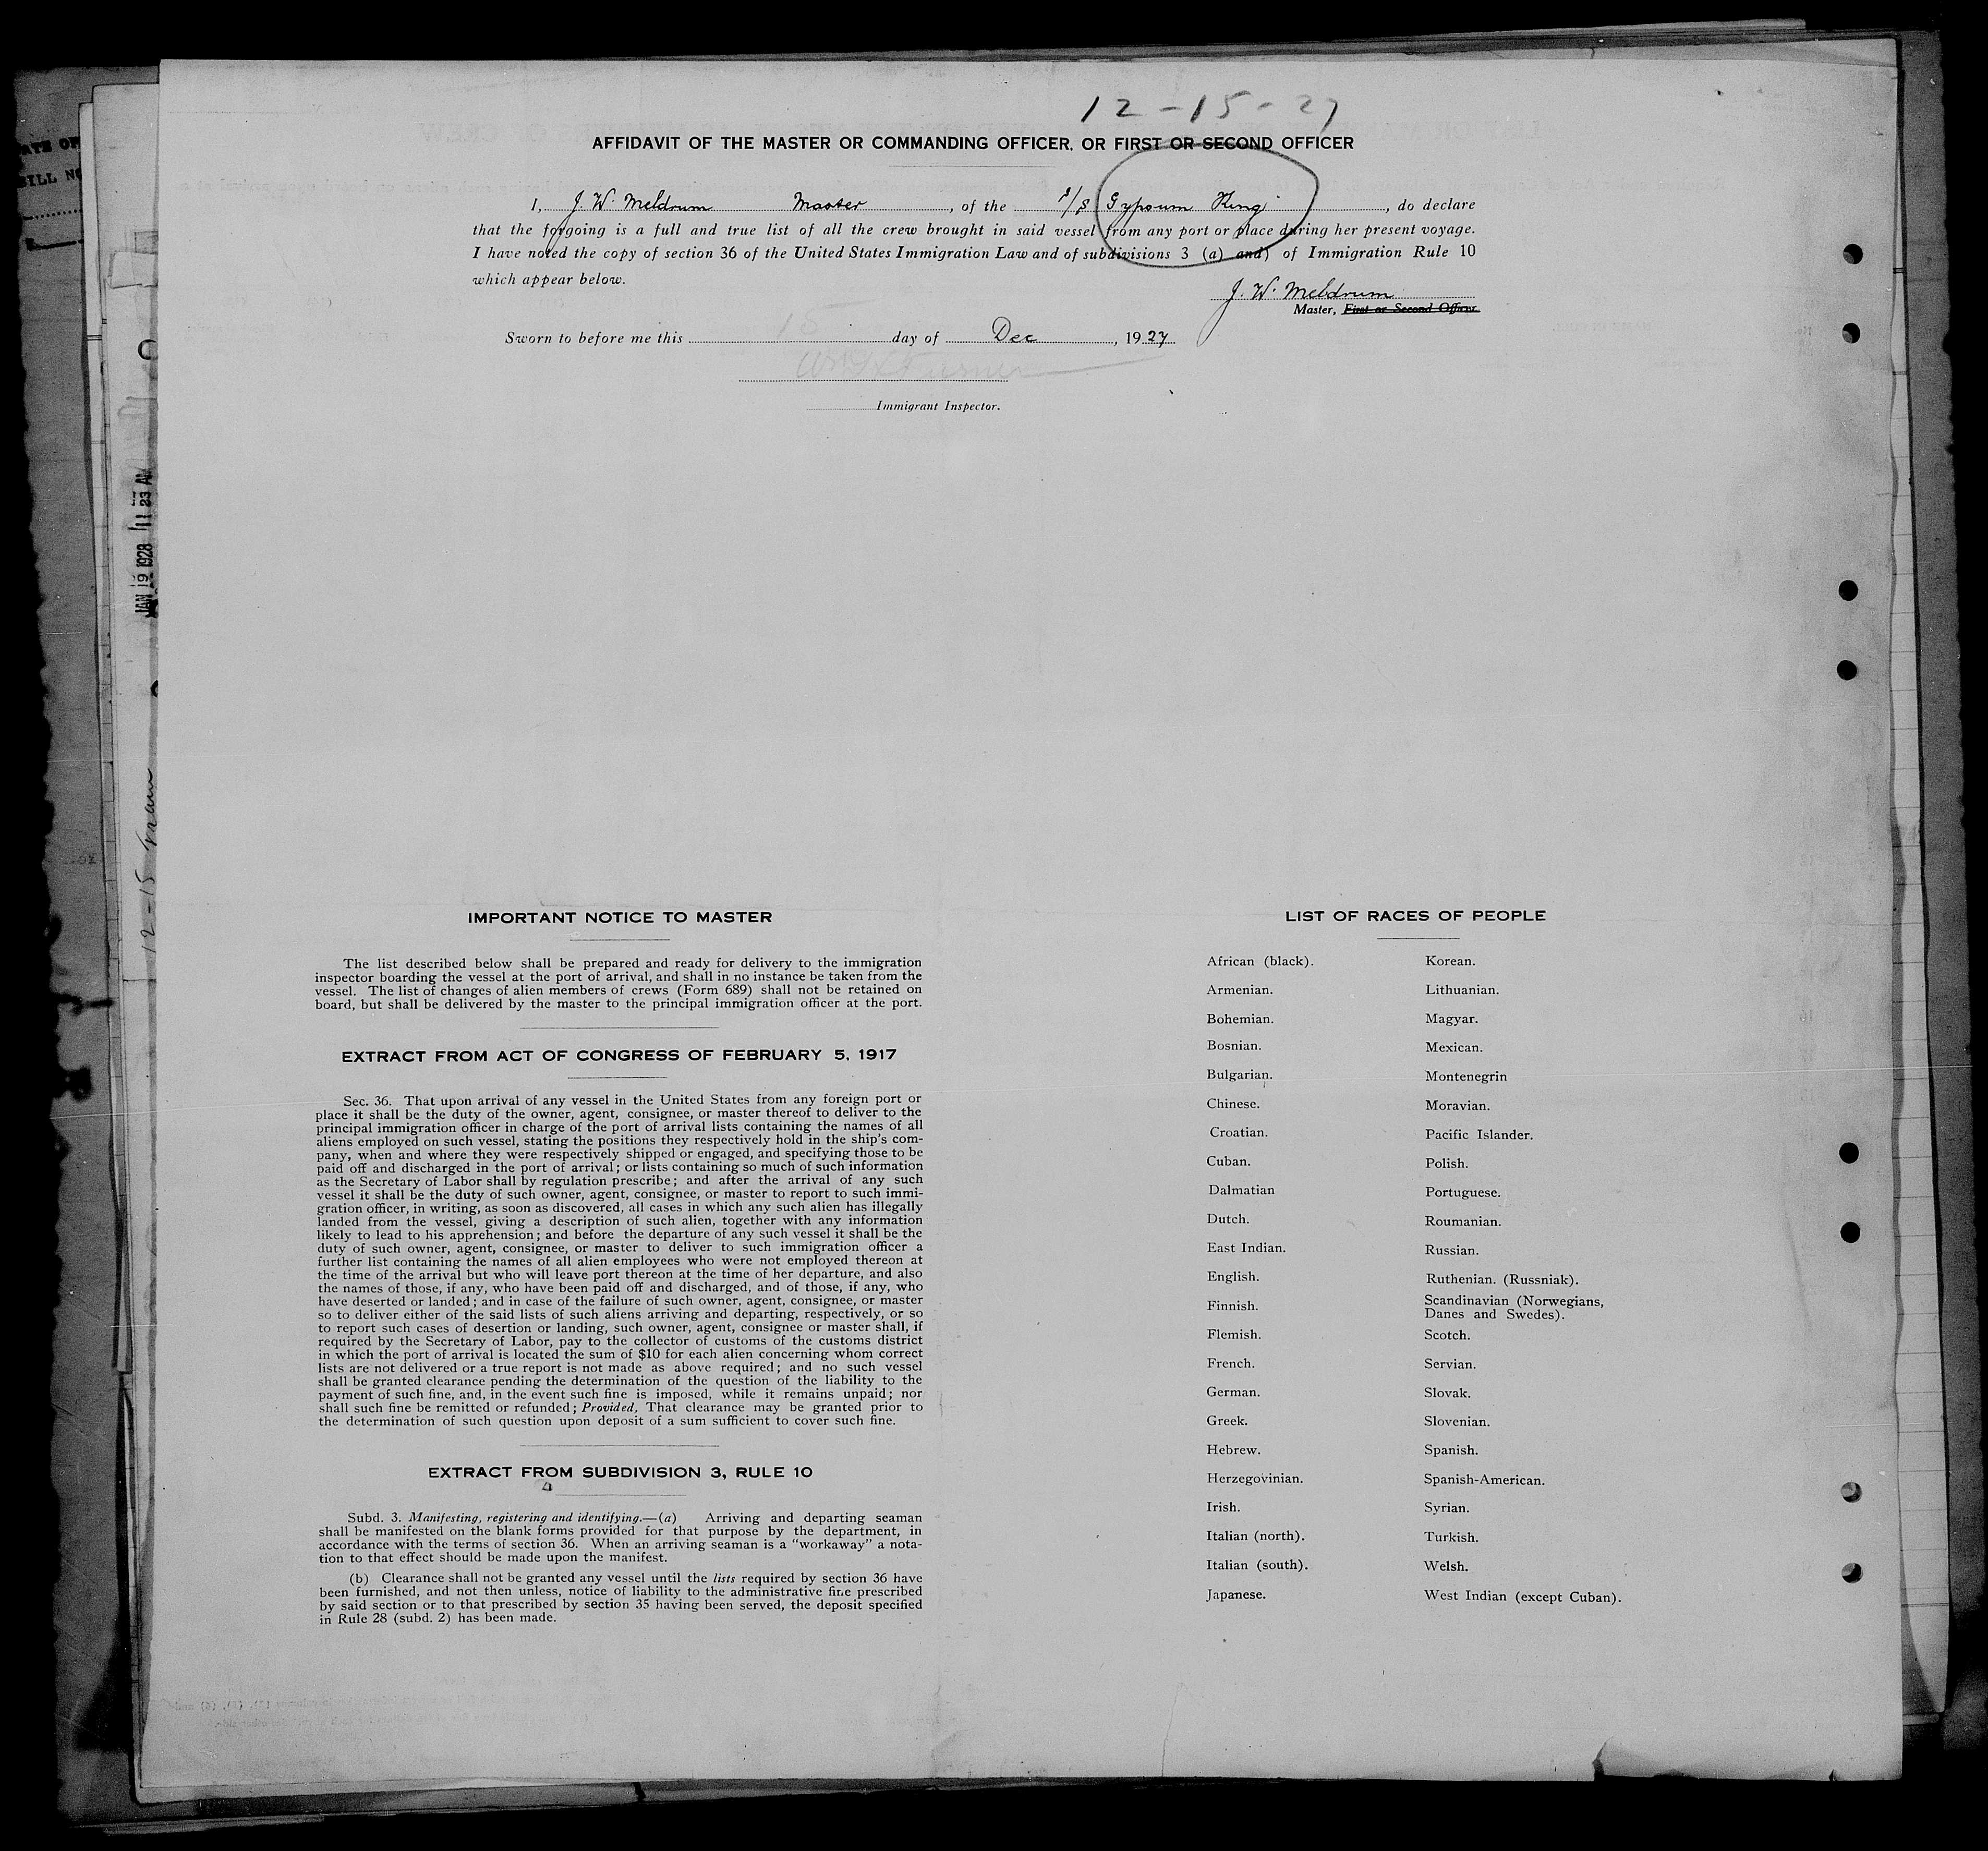 12-15-27
AFFIDAVIT OF THE MASTER OR COMMANDING OFFICER, OR FIRST OR SECOND OFFICER
I, J. W. Meldrum Master, of the S/S Gypsum King, do declare
that the forgoing is a full and true list of all the crew brought in said vessel from any port or place during her present voyage.
I have noted the copy of section 36 of the United States Immigration Law and of subdivisions 3 (a) and) of Immigration Rule 10
which appear below.
J. W. Meldrum
Master, First or Second Officer.
Sworn to before me this 15 day of Dec, 1927
Immigrant Inspector.
JAN 19 1928 11 23 AM
12-15
IMPORTANT NOTICE TO MASTER
The list described below shall be prepared and ready for delivery to the immigration
inspector boarding the vessel at the port of arrival, and shall in no instance be taken from the
vessel. The list of changes of alien members of crews (Form 689) shall not be retained on
board, but shall be delivered by the master to the principal immigration officer at the port.
EXTRACT FROM ACT OF CONGRESS OF FEBRUARY 5, 1917
Sec. 36. That upon arrival of any vessel in the United States from any foreign port or
place it shall be the duty of the owner, agent, consignee, or master thereof to deliver to the
principal immigration officer in charge of the port of arrival lists containing the names of all
aliens employed on such vessel, stating the positions they respectively hold in the ship's com-
pany, when and where they were respectively shipped or engaged, and specifying those to be
paid off and discharged in the port of arrival; or lists containing so much of such information
as the Secretary of Labor shall by regulation prescribe; and after the arrival of any such
vessel it shall be the duty of such owner, agent, consignee, or master to report to such immi-
gration officer, in writing, as soon as discovered, all cases in which any such alien has illegally
landed from the vessel, giving a description of such alien, together with any information
likely to lead to his apprehension; and before the departure of any such vessel it shall be the
duty of such owner, agent, consignee, or master to deliver to such immigration officer a
further list containing the names of all alien employees who were not employed thereon at
the time of the arrival but who will leave port thereon at the time of her departure, and also
the names of those, if any, who have been paid off and discharged, and of those, if any, who
have deserted or landed; and in case of the failure of such owner, agent, consignee, or master
so to deliver either of the said lists of such aliens arriving and departing, respectively, or so
to report such cases of desertion or landing, such owner, agent, consignee or master shall, if
required by the Secretary of Labor, pay to the collector of customs of the customs district
in which the port of arrival is located the sum of $10 for each alien concerning whom correct
lists are not delivered or a true report is not made as above required; and no such vessel
shall be granted clearance pending the determination of the question of the liability to the
payment of such fine, and, in the event such fine is imposed, while it remains unpaid; nor
shall such fine be remitted or refunded; Provided, That clearance may be granted prior to
the determination of such question upon deposit of a sum sufficient to cover such fine.
EXTRACT FROM SUBDIVISION 3, RULE 10
Subd. 3. Manifesting, registering and identifying.—(a) Arriving and departing seaman
shall be manifested on the blank forms provided for that purpose by the department, in
accordance with the terms of section 36. When an arriving seaman is a "workaway" a nota-
tion to that effect should be made upon the manifest.
(b) Clearance shall not be granted any vessel until the lists required by section 36 have
been furnished, and not then unless, notice of liability to the administrative fine prescribed
by said section or to that prescribed by section 35 having been served, the deposit specified
in Rule 28 (subd. 2) has been made.
LIST OF RACES OF PEOPLE
African (black).
Armenian.
Bohemian.
Bosnian.
Bulgarian.
Chinese.
Croatian.
Cuban.
Dalmatian
Dutch.
East Indian.
English.
Finnish.
Flemish.
French.
German.
Greek.
Hebrew.
Herzegovinian.
Irish.
Italian (north).
Italian (south).
Japanese.
Korean.
Lithuanian.
Magyar.
Mexican.
Montenegrin
Moravian.
Pacific Islander.
Polish.
Portuguese.
Roumanian.
Russian.
Ruthenian. (Russniak).
Scandinavian (Norwegians,
Danes and Swedes).
Scotch.
Servian.
Slovak.
Slovenian.
Spanish.
Spanish-American.
Syrian.
Turkish.
Welsh.
West Indian (except Cuban).